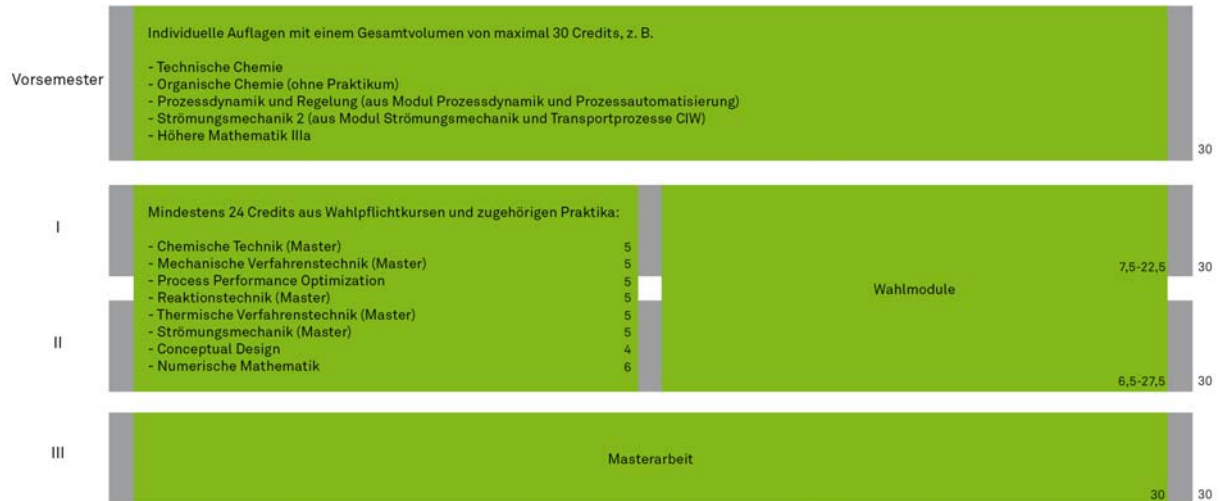 Individuelle Auflagen mit einem Gesamtvolumen von maximal 30 Credits, z. B.
Vorsemester
- Technische Chemie
- Organische Chemie (ohne Praktikum)
- Prozessdynamik und Regelung (aus Modul Prozessdynamik und Prozessautomatisierung)
- Strömungsmechanik 2 (aus Modul Strömungsmechanik und Transportprozesse CIW)
- Höhere Mathematik IIIa
30
I
Mindestens 24 Credits aus Wahlpflichtkursen und zugehörigen Praktika:
- Chemische Technik (Master) 5
- Mechanische Verfahrenstechnik (Master) 5
- Process Performance Optimization 5
- Reaktionstechnik (Master) 5
- Thermische Verfahrenstechnik (Master) 5
- Strömungsmechanik (Master) 5
- Conceptual Design 4
- Numerische Mathematik 6
Wahlmodule
7,5-22,5 30
II
6,5-27,5 30
III
Masterarbeit
30 30